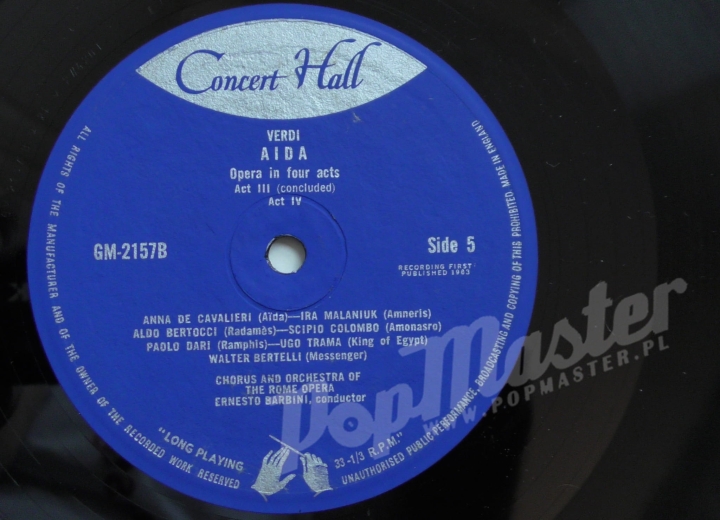 Concert Hall
VERDI
AIDA
Opera in four acts
Act III (concluded)
Act IV
GM-2157B
Side 5
RECORDING FIRST
PUBLISHED 1963
ANNA DE CAVALIERI (Aïda)—IRA MALANIUK (Amneris)
ALDO BERTOCCI (Radamès)—SCIPIO COLOMBO (Amonasro)
PAOLO DARI (Ramphis)—UGO TRAMA (King of Egypt)
WALTER BERTELLI (Messenger)
CHORUS AND ORCHESTRA OF
THE ROME OPERA
ERNESTO BARBINI, conductor
"LONG PLAYING
33-1/3 R.P.M."
ALL RIGHTS OF THE MANUFACTURER AND OF THE OWNER OF THE RECORDED WORK RESERVED
UNAUTHORISED PUBLIC PERFORMANCE BROADCASTING AND COPYING OF THIS PROHIBITED MADE IN ENGLAND
PopMaster
WWW.POPMASTER.PL